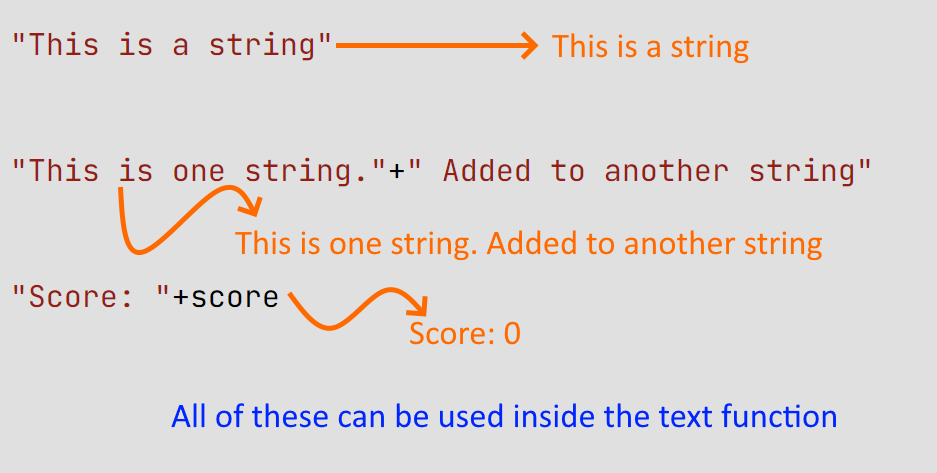 "This is a string" This is a string
"This is one string."+" Added to another string"
This is one string. Added to another string
"Score: "+score
Score: 0
All of these can be used inside the text function